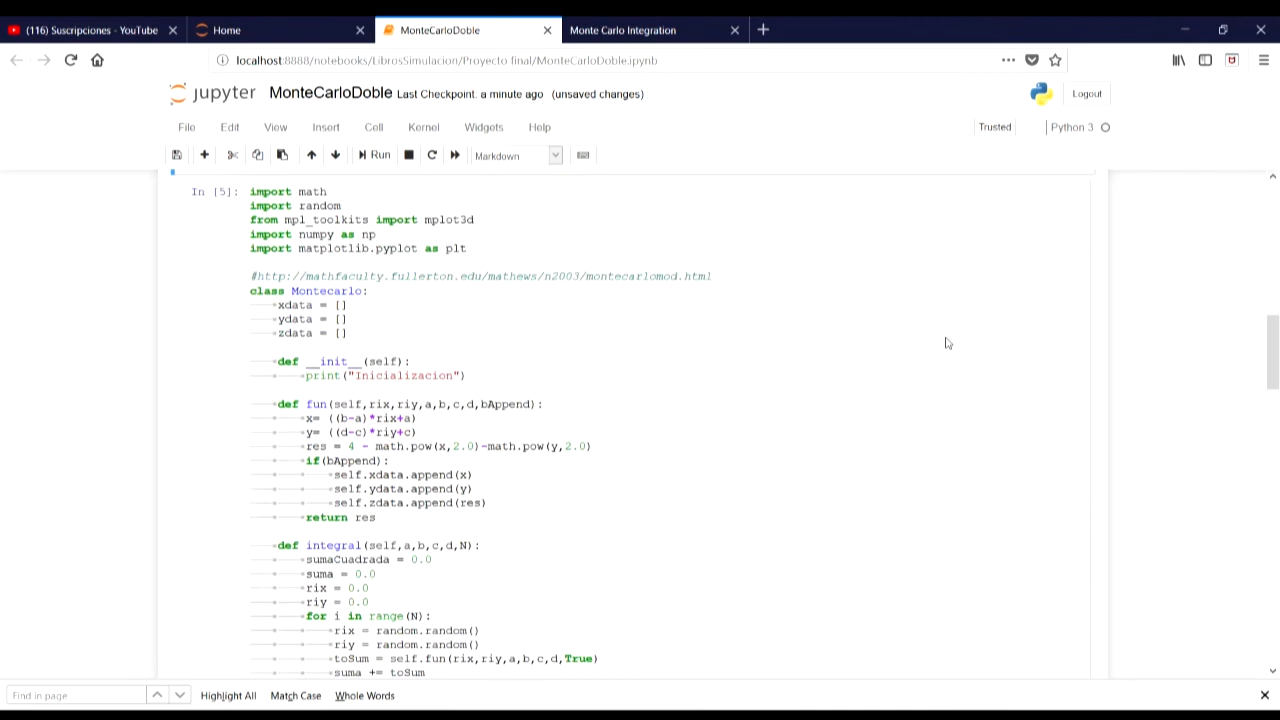 (116) Suscripciones - YouTube
Home
MonteCarloDoble
Monte Carlo Integration
localhost:8888/notebooks/LibrosSimulacion/Proyecto final/MonteCarloDoble.ipynb
jupyter MonteCarloDoble Last Checkpoint: a minute ago (unsaved changes)
Logout
File Edit View Insert Cell Kernel Widgets Help
Trusted
Python 3
Run
Markdown
In [5]:
import math
import random
from mpl_toolkits import mplot3d
import numpy as np
import matplotlib.pyplot as plt
#http://mathfaculty.fullerton.edu/mathews/n2003/montecarlomod.html
class Montecarlo:
xdata = []
ydata = []
zdata = []
def __init__(self):
print("Inicializacion")
def fun(self,rix,riy,a,b,c,d,bAppend):
x= ((b-a)*rix+a)
y= ((d-c)*riy+c)
res = 4 - math.pow(x,2.0)-math.pow(y,2.0)
if(bAppend):
self.xdata.append(x)
self.ydata.append(y)
self.zdata.append(res)
return res
def integral(self,a,b,c,d,N):
sumaCuadrada = 0.0
suma = 0.0
rix = 0.0
riy = 0.0
for i in range(N):
rix = random.random()
riy = random.random()
toSum = self.fun(rix,riy,a,b,c,d,True)
suma += toSum
Find in page
Highlight All
Match Case
Whole Words